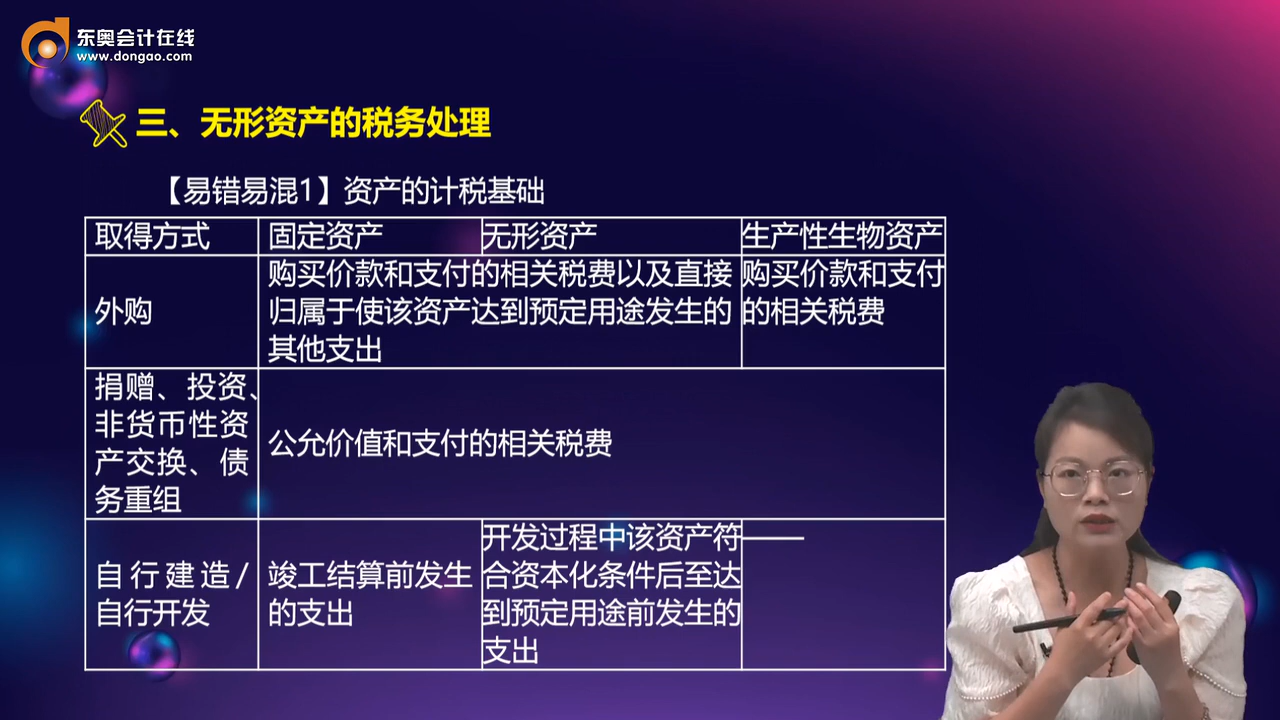 东奥会计在线
www.dongao.com
三、无形资产的税务处理
【易错易混1】资产的计税基础
取得方式 固定资产 无形资产 生产性生物资产
外购
购买价款和支付的相关税费以及直接
归属于使该资产达到预定用途发生的
其他支出
购买价款和支付
的相关税费
捐赠、投资、
非货币性资
产交换、债
务重组
公允价值和支付的相关税费
自行建造/
自行开发
竣工结算前发生
的支出
开发过程中该资产符
合资本化条件后至达
到预定用途前发生的
支出
——